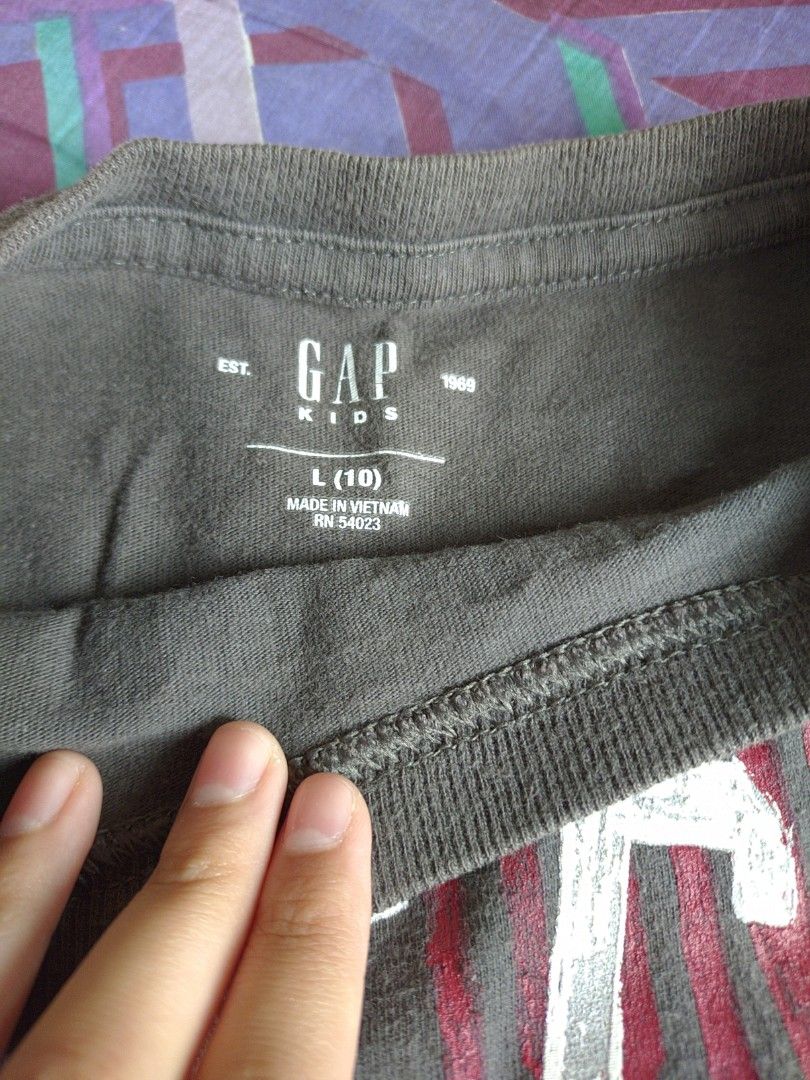 EST. GAP 1969
KIDS
L (10)
MADE IN VIETNAM
RN 54023